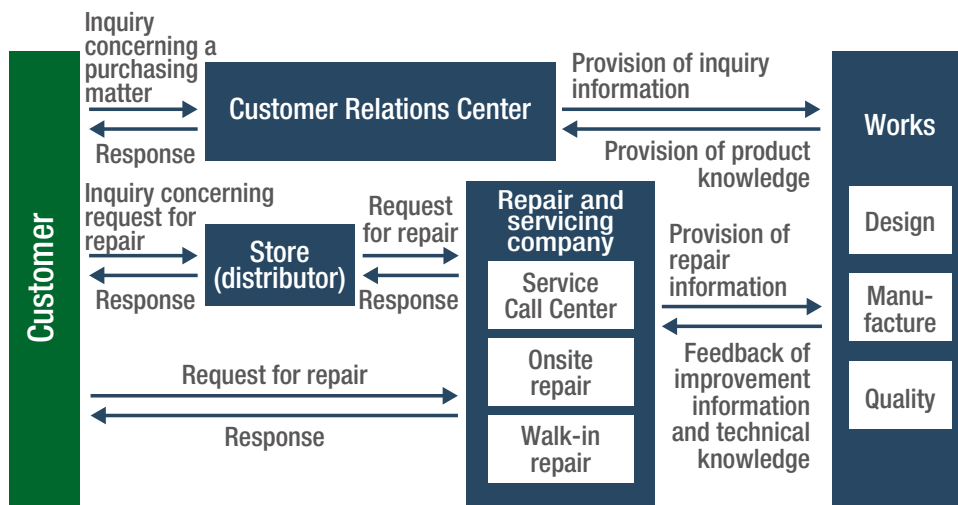 Customer
Inquiry
concerning a
purchasing
matter
Response
Customer Relations Center
Provision of inquiry
information
Provision of product
knowledge
Inquiry concerning
request for
repair
Response
Store
(distributor)
Request
for repair
Response
Request for repair
Response
Repair and
servicing
company
Service
Call Center
Onsite
repair
Walk-in
repair
Provision of
repair
information
Feedback of
improvement
information
and technical
knowledge
Works
Design
Manu-
facture
Quality